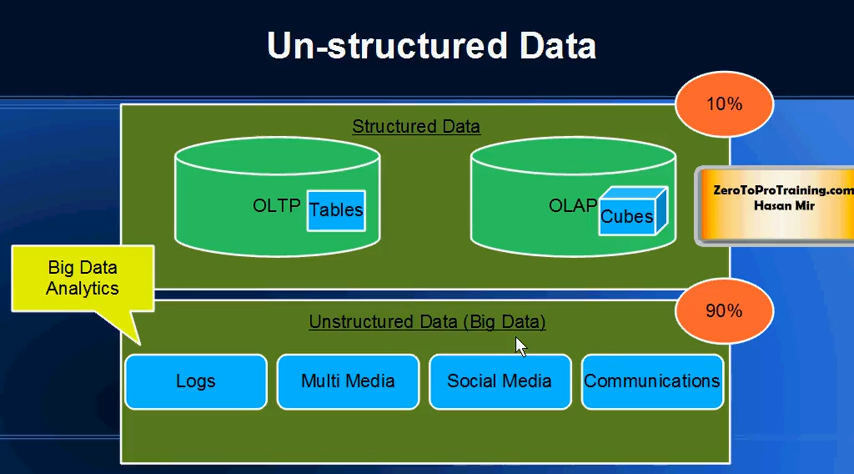 Un-structured Data
10%
Structured Data
OLTP
Tables
OLAP
Cubes
ZeroToProTraining.com
Hasan Mir
Big Data
Analytics
90%
Unstructured Data (Big Data)
Logs
Multi Media
Social Media
Communications